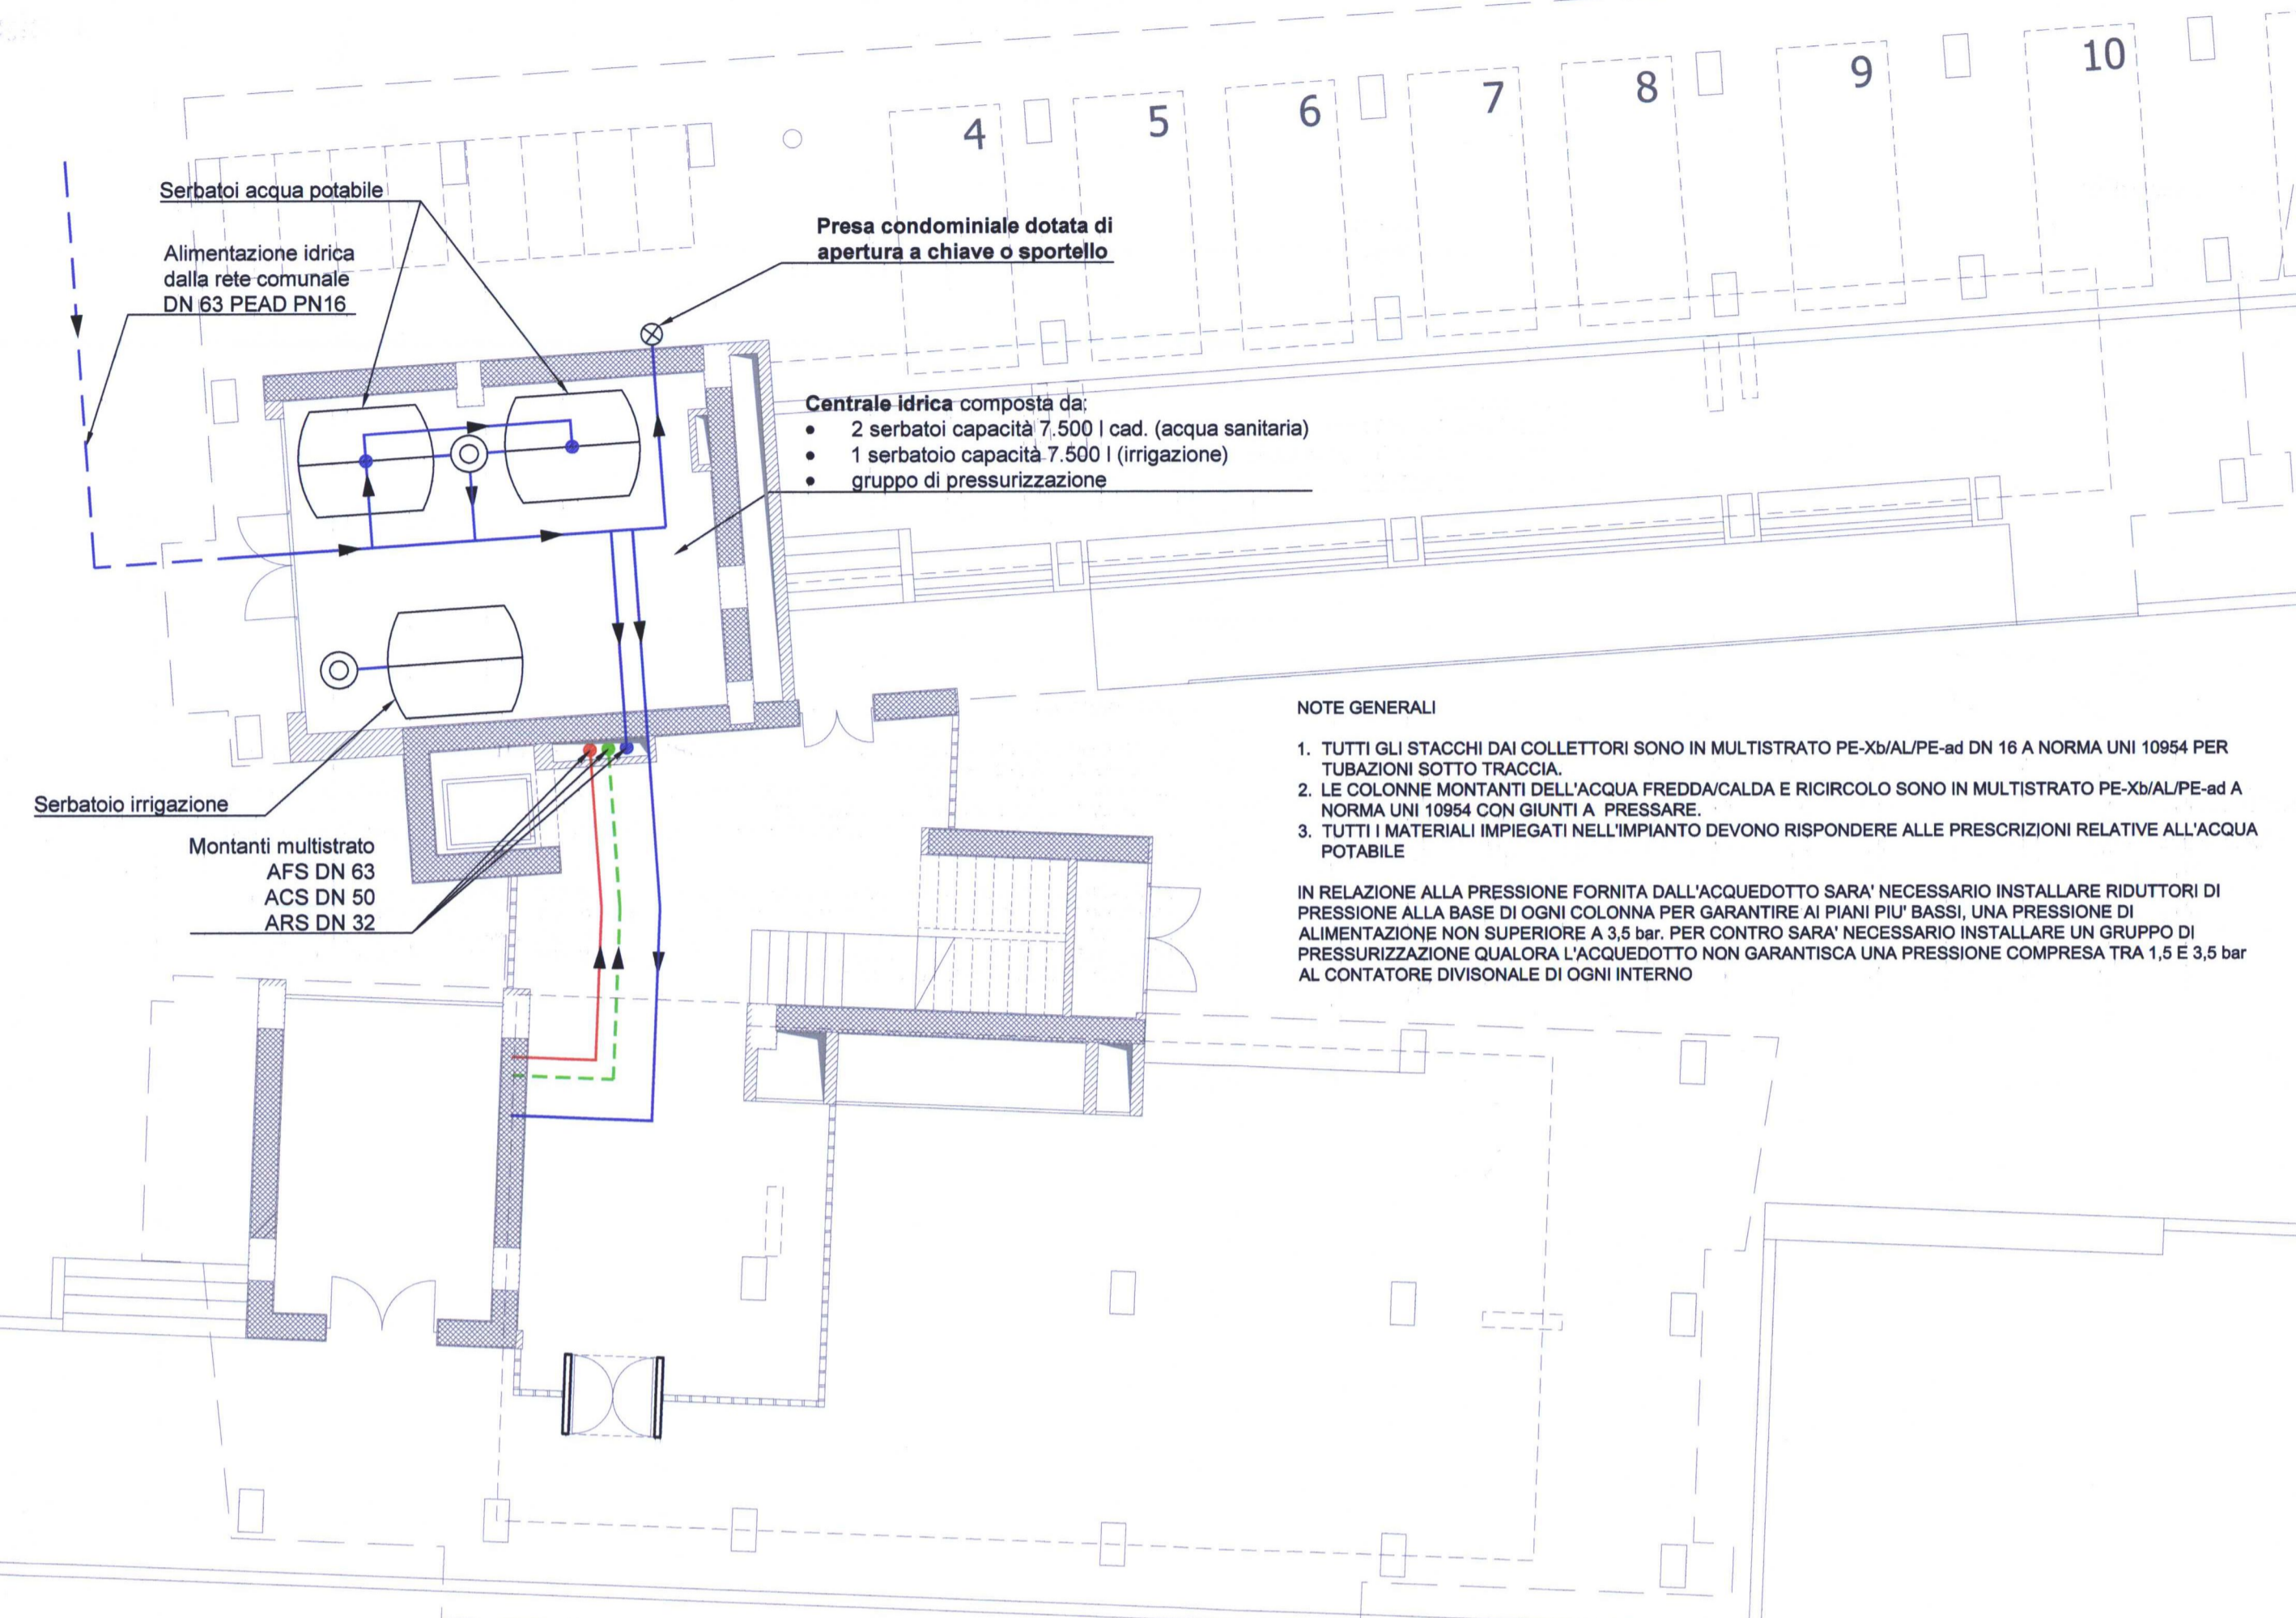 4
5
6
7
8
9
10
Serbatoi acqua potabile
Alimentazione idrica
dalla rete comunale
DN 63 PEAD PN16
Presa condominiale dotata di
apertura a chiave o sportello
Centrale idrica composta da:
• 2 serbatoi capacità 7.500 l cad. (acqua sanitaria)
• 1 serbatoio capacità 7.500 l (irrigazione)
• gruppo di pressurizzazione
Serbatoio irrigazione
Montanti multistrato
AFS DN 63
ACS DN 50
ARS DN 32
NOTE GENERALI
1. TUTTI GLI STACCHI DAI COLLETTORI SONO IN MULTISTRATO PE-Xb/AL/PE-ad DN 16 A NORMA UNI 10954 PER
TUBAZIONI SOTTO TRACCIA.
2. LE COLONNE MONTANTI DELL'ACQUA FREDDA/CALDA E RICIRCOLO SONO IN MULTISTRATO PE-Xb/AL/PE-ad A
NORMA UNI 10954 CON GIUNTI A PRESSARE.
3. TUTTI I MATERIALI IMPIEGATI NELL'IMPIANTO DEVONO RISPONDERE ALLE PRESCRIZIONI RELATIVE ALL'ACQUA
POTABILE
IN RELAZIONE ALLA PRESSIONE FORNITA DALL'ACQUEDOTTO SARA' NECESSARIO INSTALLARE RIDUTTORI DI
PRESSIONE ALLA BASE DI OGNI COLONNA PER GARANTIRE AI PIANI PIU' BASSI, UNA PRESSIONE DI
ALIMENTAZIONE NON SUPERIORE A 3,5 bar. PER CONTRO SARA' NECESSARIO INSTALLARE UN GRUPPO DI
PRESSURIZZAZIONE QUALORA L'ACQUEDOTTO NON GARANTISCA UNA PRESSIONE COMPRESA TRA 1,5 E 3,5 bar
AL CONTATORE DIVISONALE DI OGNI INTERNO